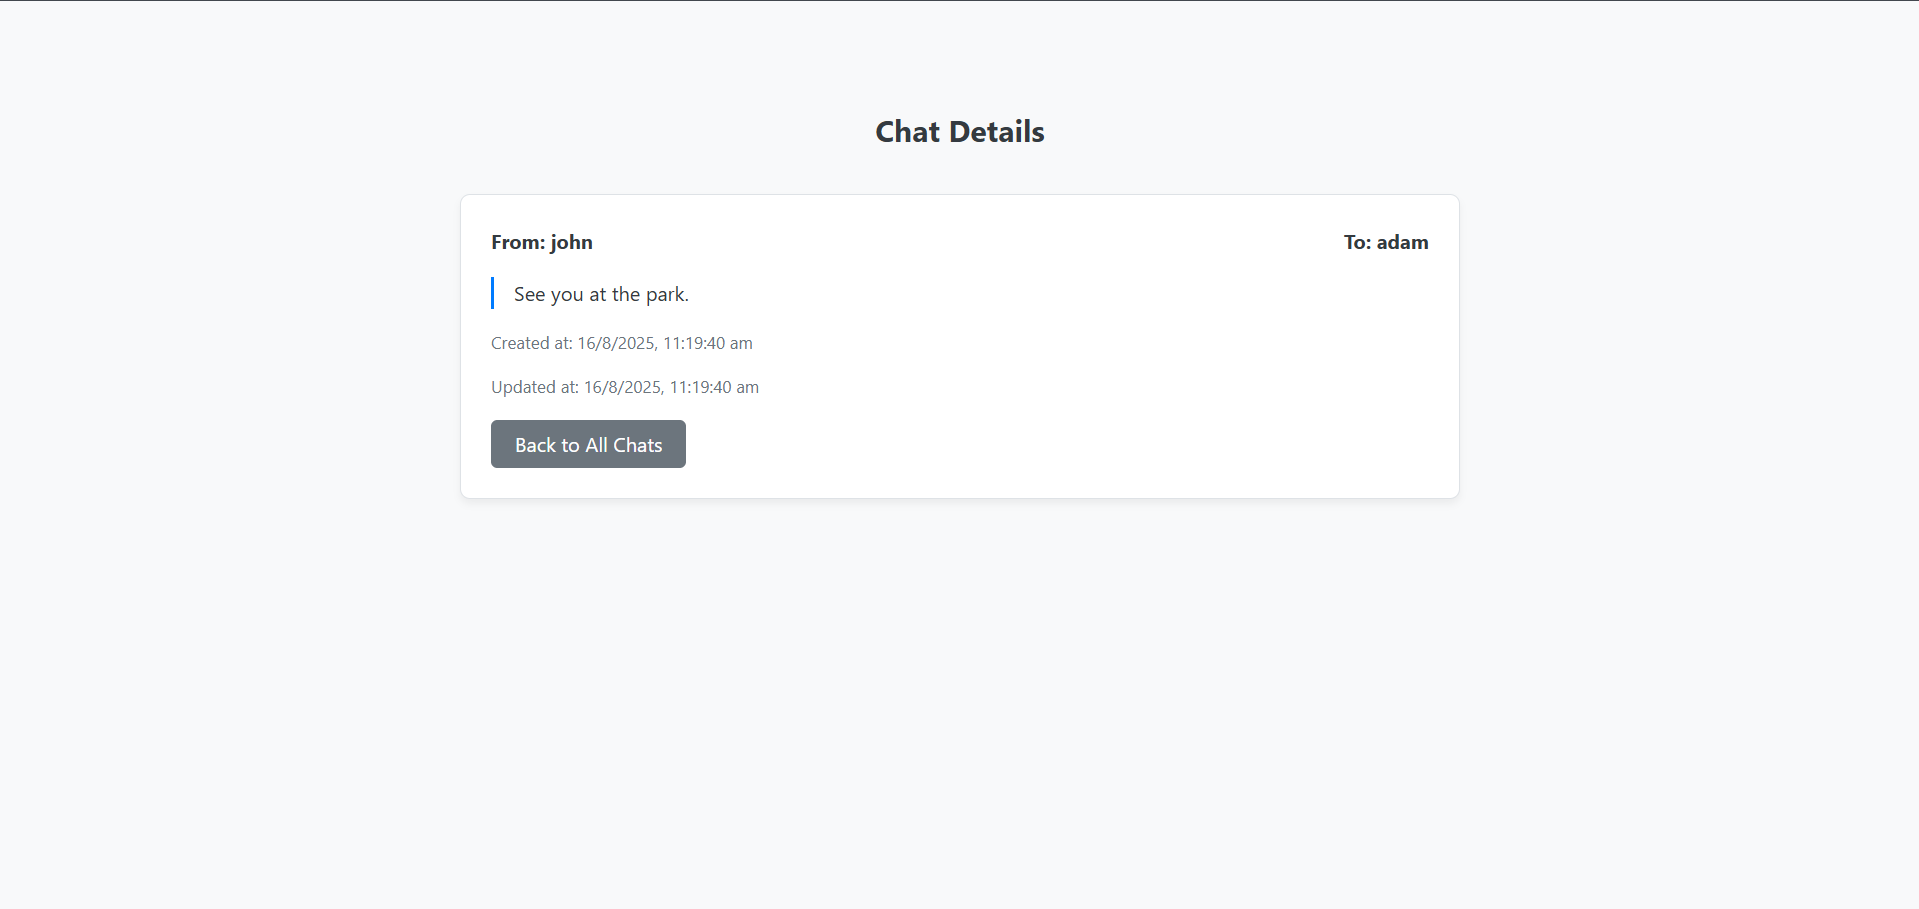 Chat Details
From: john To: adam
See you at the park.
Created at: 16/8/2025, 11:19:40 am
Updated at: 16/8/2025, 11:19:40 am
Back to All Chats